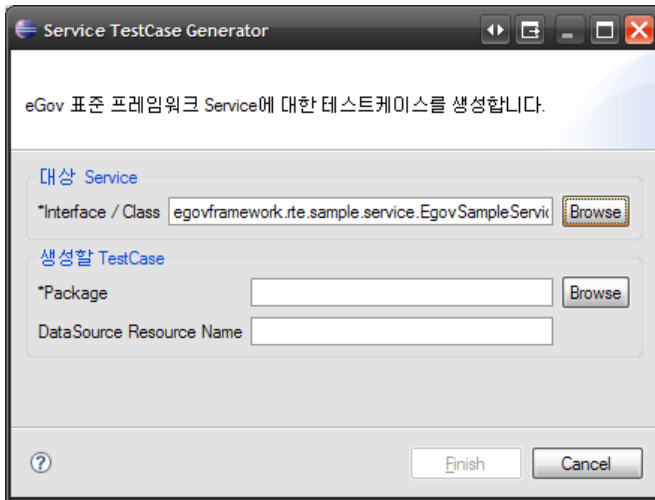 Service TestCase Generator
eGov 표준 프레임워크 Service에 대한 테스트케이스를 생성합니다.
대상 Service
*Interface / Class egovframework.rte.sample.service.EgovSampleServic Browse
생성할 TestCase
*Package Browse
DataSource Resource Name
Finish Cancel